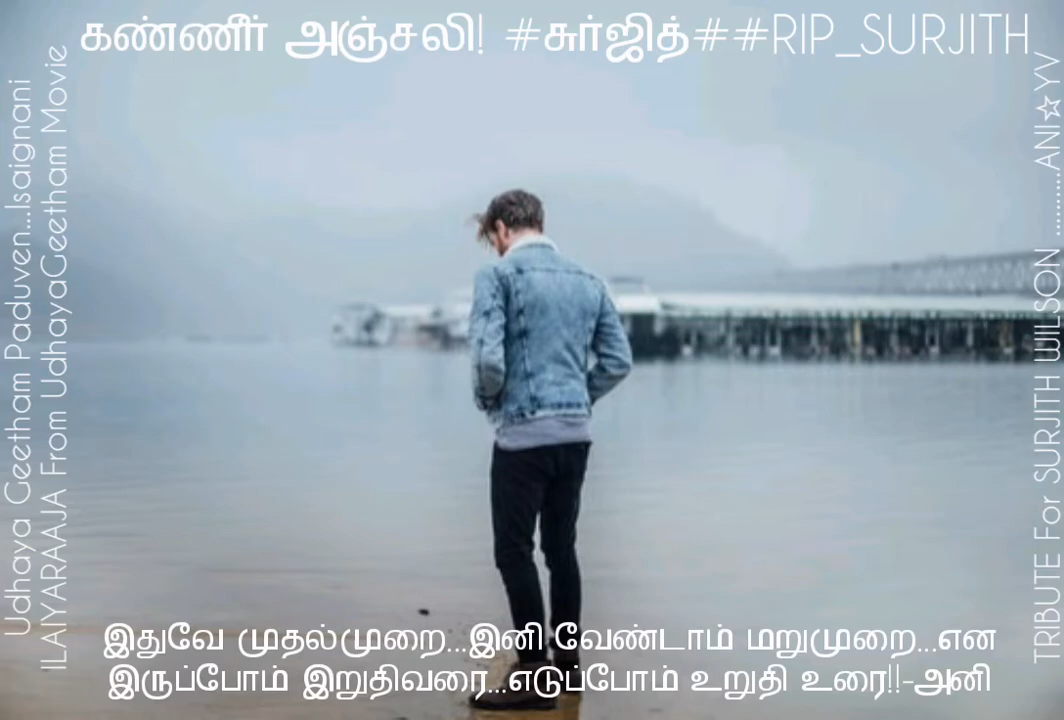 கண்ணீர் அஞ்சலி! #சுர்ஜித்##RIP_SURJITH
Udhaya Geetham Paduven...Isaignani
ILAIYARAAJA From UdhayaGeetham Movie
TRIBUTE For SURJITH WILSON ..........ANI☆YV
இதுவே முதல்முறை...இனி வேண்டாம் மறுமுறை...என
இருப்போம் இறுதிவரை...எடுப்போம் உறுதி உரை!!-அனி